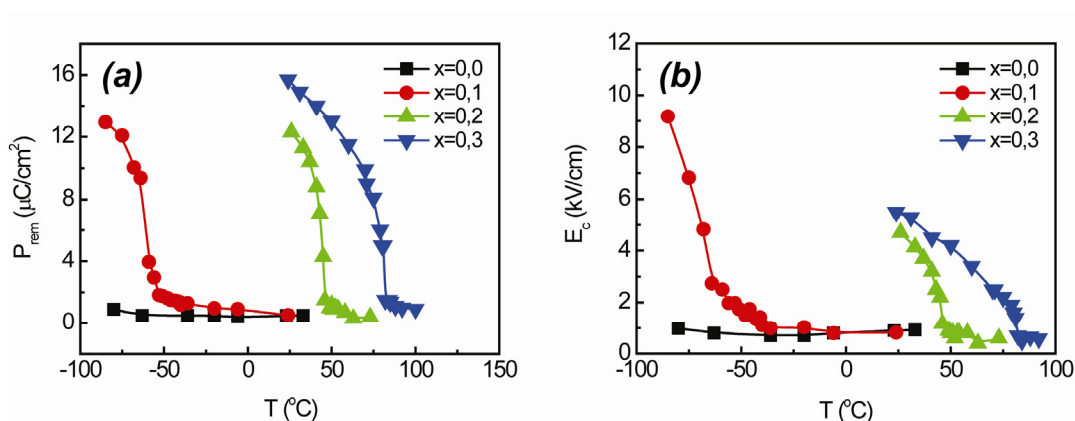 (a)
x=0,0
x=0,1
x=0,2
x=0,3
16
12
8
4
0
P_rem (μC/cm²)
-100 -50 0 50 100 150
T (°C)
(b)
x=0,0
x=0,1
x=0,2
x=0,3
12
10
8
6
4
2
0
E_c (kV/cm)
-100 -50 0 50 100
T (°C)